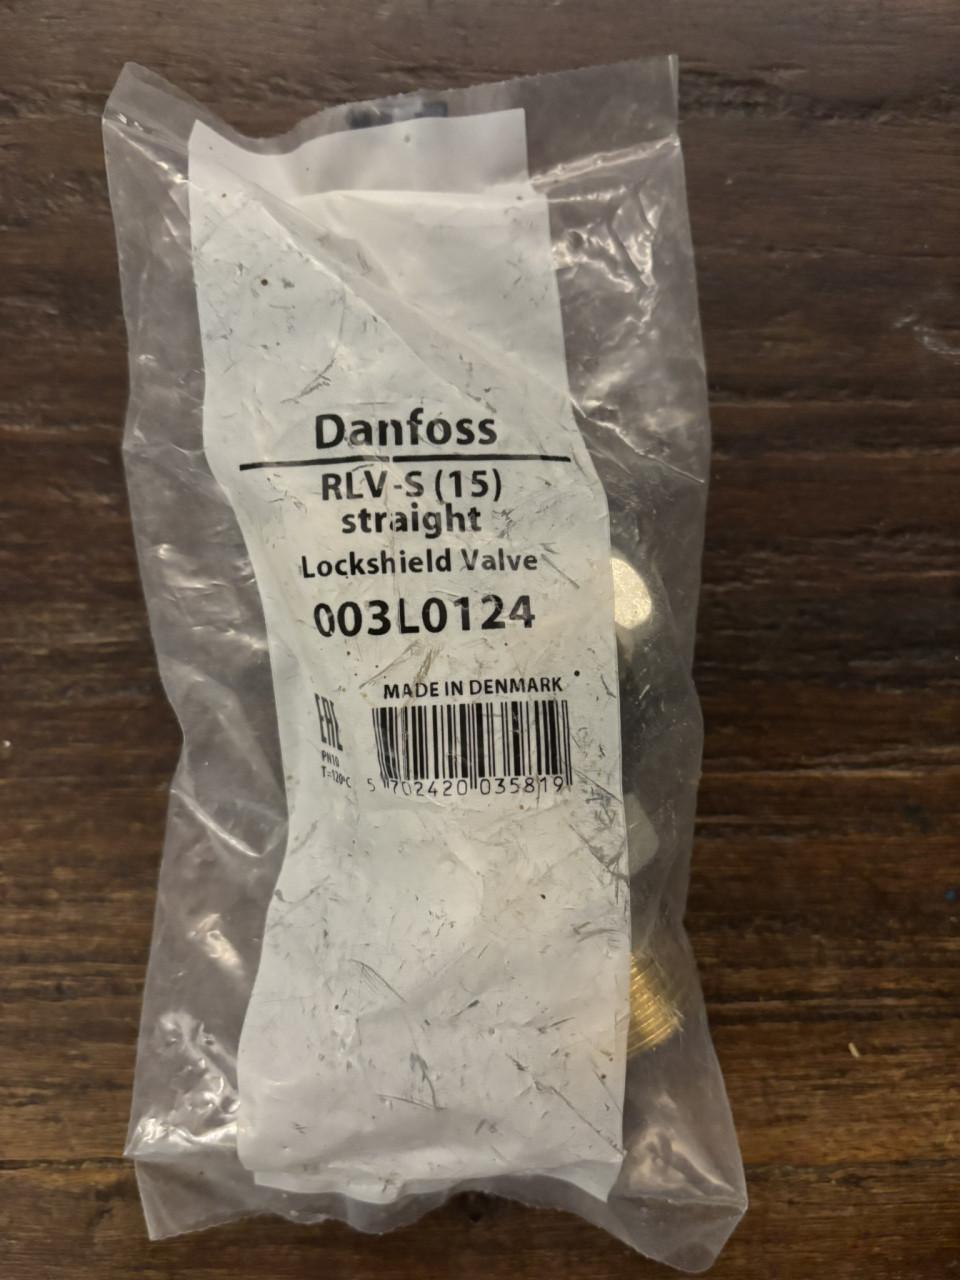 Danfoss
RLV-S (15)
straight
Lockshield Valve
003L0124
MADE IN DENMARK
EAC
PN10
T=120°C
5 702420 035819